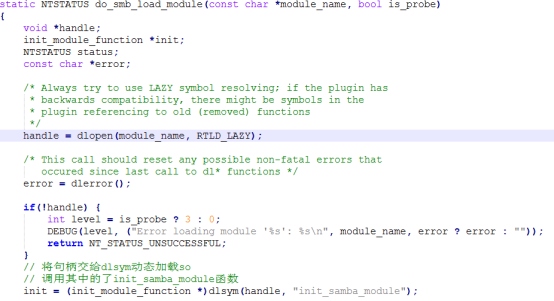 static NTSTATUS do_smb_load_module(const char *module_name, bool is_probe)
{
    void *handle;
    init_module_function *init;
    NTSTATUS status;
    const char *error;

    /* Always try to use LAZY symbol resolving; if the plugin has
     * backwards compatibility, there might be symbols in the
     * plugin referencing to old (removed) functions
     */
    handle = dlopen(module_name, RTLD_LAZY);

    /* This call should reset any possible non-fatal errors that
     * occured since last call to dl* functions */
    error = dlerror();

    if(!handle) {
        int level = is_probe ? 3 : 0;
        DEBUG(level, ("Error loading module '%s': %s\n", module_name, error ? error : ""));
        return NT_STATUS_UNSUCCESSFUL;
    }
    // 将句柄交给dlsym动态加载so
    // 调用其中的了init_samba_module函数
    init = (init_module_function *)dlsym(handle, "init_samba_module");